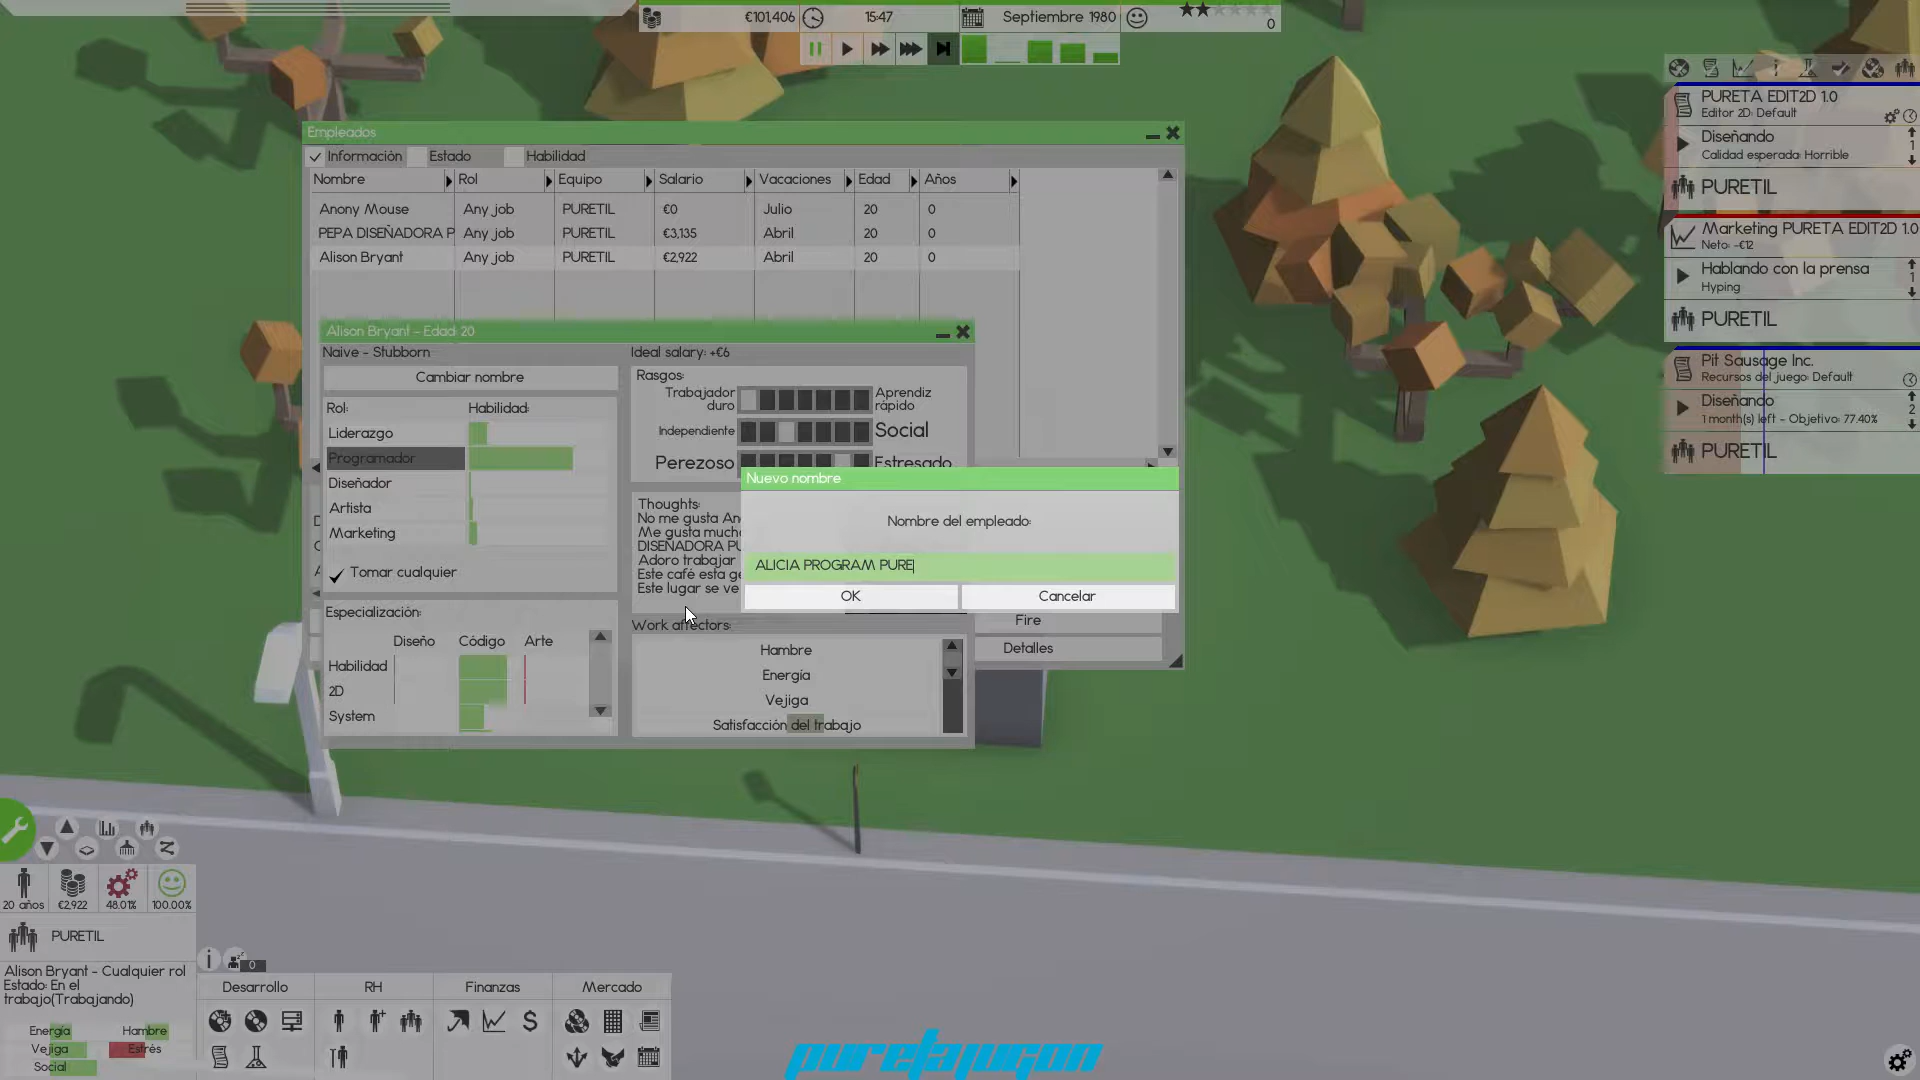 €101,406
15:47
Septiembre 1980
0
Empleados
Información
Estado
Habilidad
Nombre
Rol
Equipo
Salario
Vacaciones
Edad
Años
Anony Mouse
Any job
PURETIL
€0
Julio
20
0
PEPA DISEÑADORA P
Any job
PURETIL
€3,135
Abril
20
0
Alison Bryant
Any job
PURETIL
€2,922
Abril
20
0
Alison Bryant - Edad: 20
Naive - Stubborn
Cambiar nombre
Rol:
Habilidad:
Liderazgo
Programador
Diseñador
Artista
Marketing
Tomar cualquier
Especialización:
Diseño
Código
Arte
Habilidad
2D
System
Ideal salary: +€6
Rasgos:
Trabajador duro
Aprendiz rápido
Independiente
Social
Perezoso
Estresado
Thoughts:
No me gusta An
Me gusta mucho
DISEÑADORA PU
Adoro trabajar
Este café esta ge
Este lugar se ve
Work affectors:
Hambre
Energía
Vejiga
Satisfacción del trabajo
Nuevo nombre
Nombre del empleado:
ALICIA PROGRAM PURE
OK
Cancelar
Fire
Detalles
PURETA EDIT2D 1.0
Editor 2D: Default
Diseñando
Calidad esperada: Horrible
1
PURETIL
Marketing PURETA EDIT2D 1.0
Neto: -€12
Hablando con la prensa
Hyping
1
PURETIL
Pit Sausage Inc.
Recursos del juego: Default
Diseñando
1 month(s) left - Objetivo: 77.40%
2
PURETIL
20 años
€2,922
48.01%
100.00%
PURETIL
Alison Bryant - Cualquier rol
Estado: En el
trabajo(Trabajando)
Energía
Hambre
Vejiga
Estrés
Social
0
Desarrollo
RH
Finanzas
Mercado
puretajugon